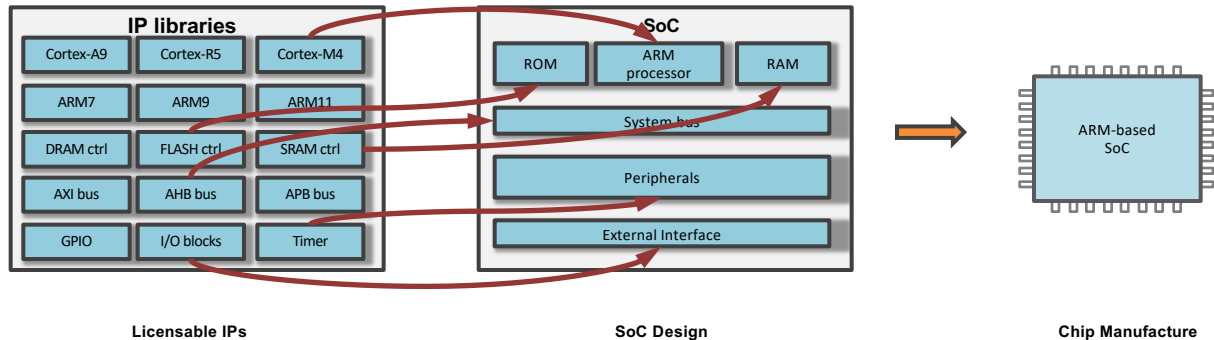 IP libraries
Cortex-A9
Cortex-R5
Cortex-M4
ARM7
ARM9
ARM11
DRAM ctrl
FLASH ctrl
SRAM ctrl
AXI bus
AHB bus
APB bus
GPIO
I/O blocks
Timer
SoC
ROM
ARM
processor
RAM
System bus
Peripherals
External Interface
ARM-based
SoC
Licensable IPs
SoC Design
Chip Manufacture